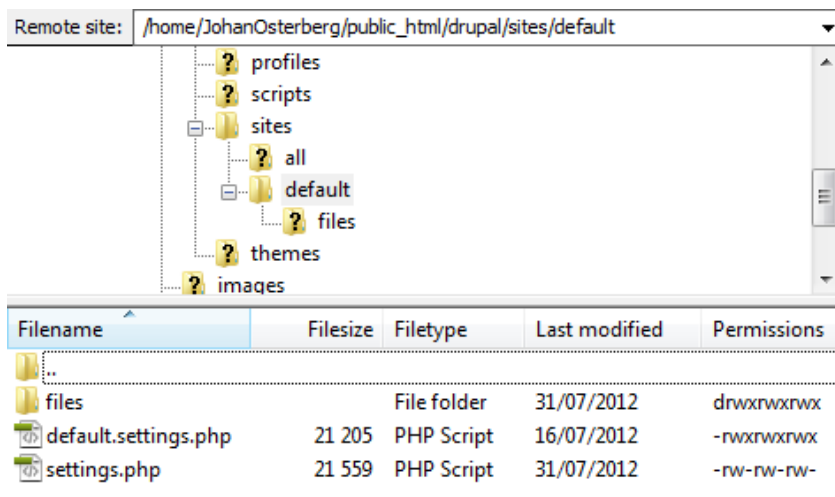 Remote site: /home/JohanOsterberg/public_html/drupal/sites/default
profiles
scripts
sites
all
default
files
themes
images
Filename Filesize Filetype Last modified Permissions
..
files File folder 31/07/2012 drwxrwxrwx
default.settings.php 21 205 PHP Script 16/07/2012 -rwxrwxrwx
settings.php 21 559 PHP Script 31/07/2012 -rw-rw-rw-